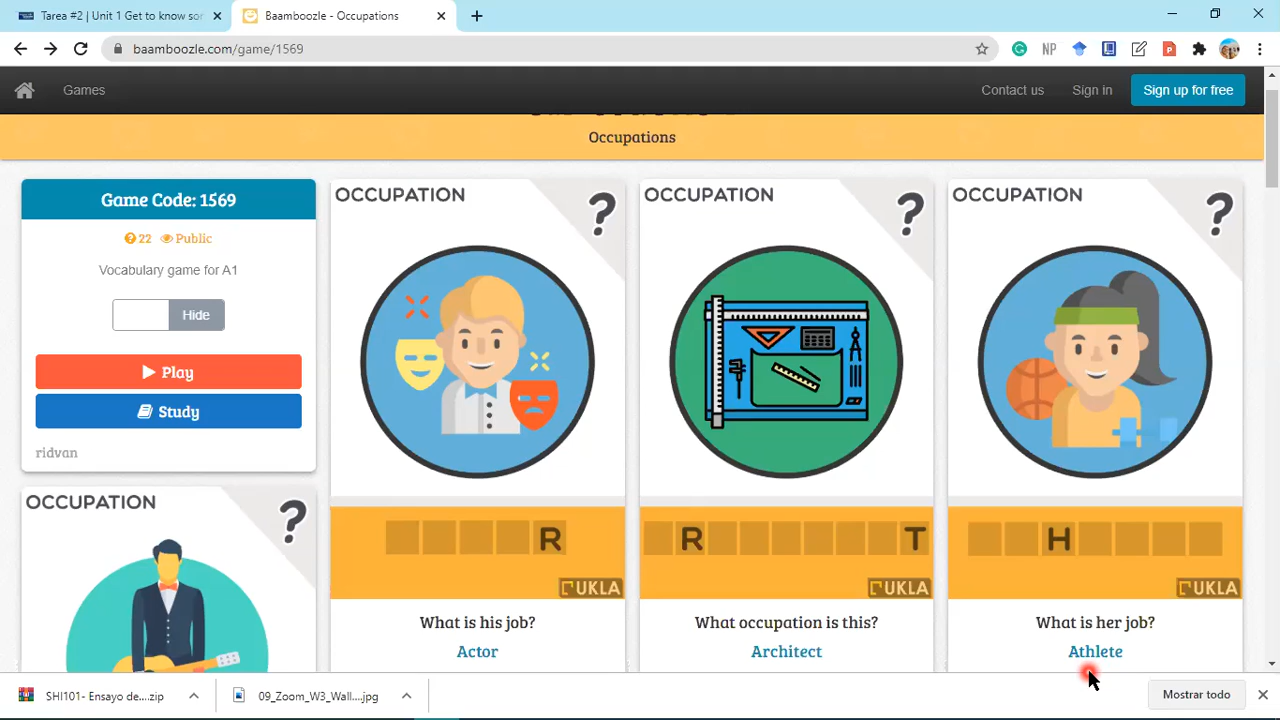 Tarea #2 | Unit 1 Get to know sor
Baamboozle - Occupations
baamboozle.com/game/1569
NP
Games
Contact us
Sign in
Sign up for free
Occupations
Game Code: 1569
22
Public
Vocabulary game for A1
Hide
Play
Study
ridvan
OCCUPATION
?
R
UKLA
What is his job?
Actor
OCCUPATION
?
R T
UKLA
What occupation is this?
Architect
OCCUPATION
?
H
UKLA
What is her job?
Athlete
OCCUPATION
?
SHI101- Ensayo de....zip
09_Zoom_W3_Wall....jpg
Mostrar todo